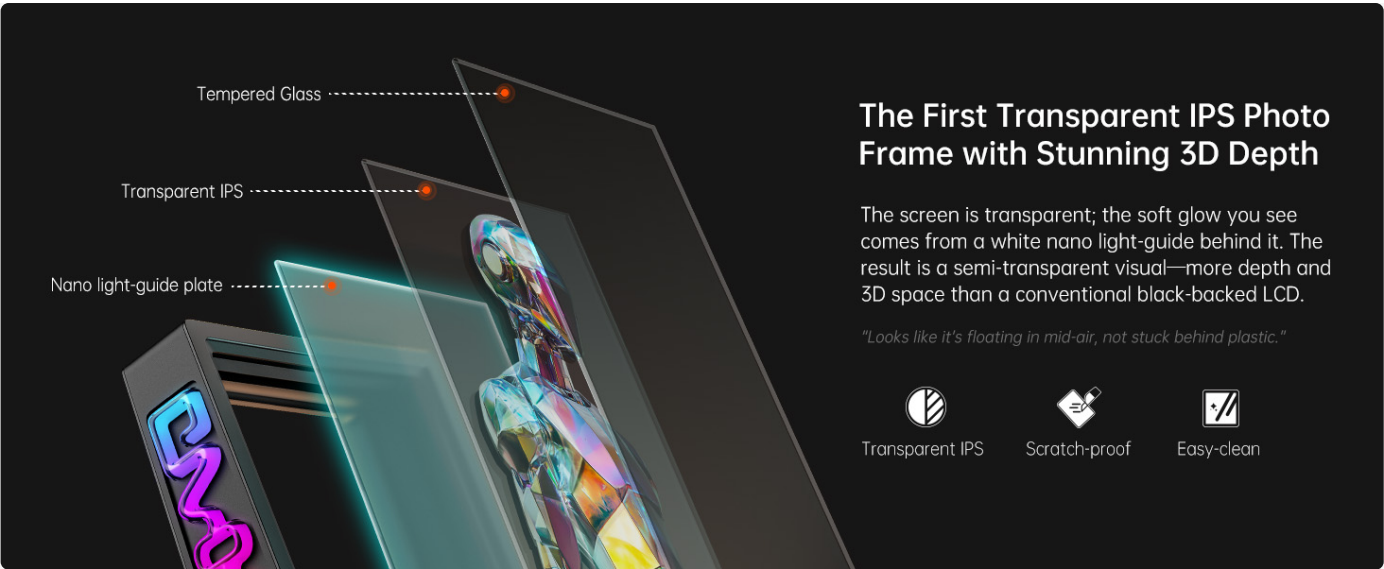 Tempered Glass
Transparent IPS
Nano light-guide plate
The First Transparent IPS Photo
Frame with Stunning 3D Depth
The screen is transparent; the soft glow you see
comes from a white nano light-guide behind it. The
result is a semi-transparent visual—more depth and
3D space than a conventional black-backed LCD.
"Looks like it's floating in mid-air, not stuck behind plastic."
Transparent IPS
Scratch-proof
Easy-clean